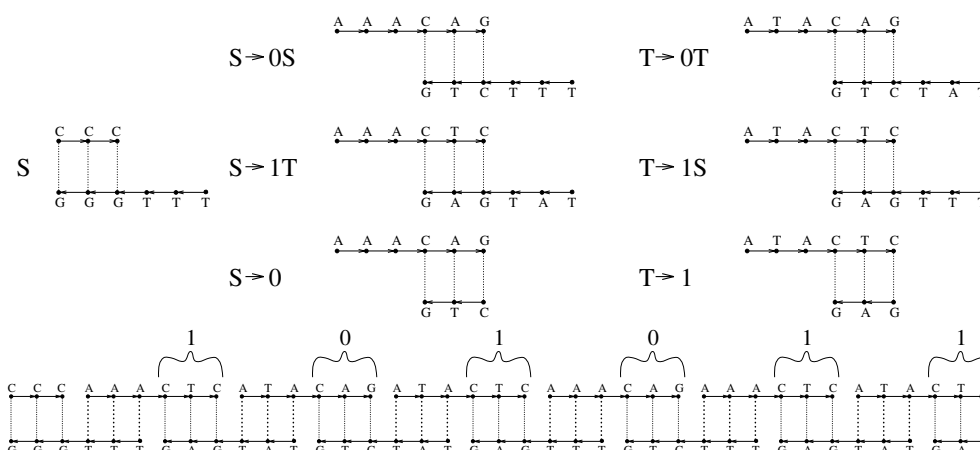 A A A C A G A T A C A G
S→0S T→0T
G T C T T T G T C T A T
C C C A A A C T C A T A C T C
S S→1T T→1S
G G G T T T G A G T A T G A G T T T
A A A C A G A T A C T C
S→0 T→1
G T C G A G
1 0 1 0 1 1
C C C A A A C T C A T A C A G A T A C T C A A A C A G A A A C T C A T A C T
G G G T T T G A G T A T G T C T A T G A G T T T G T C T T T G A G T A T G A